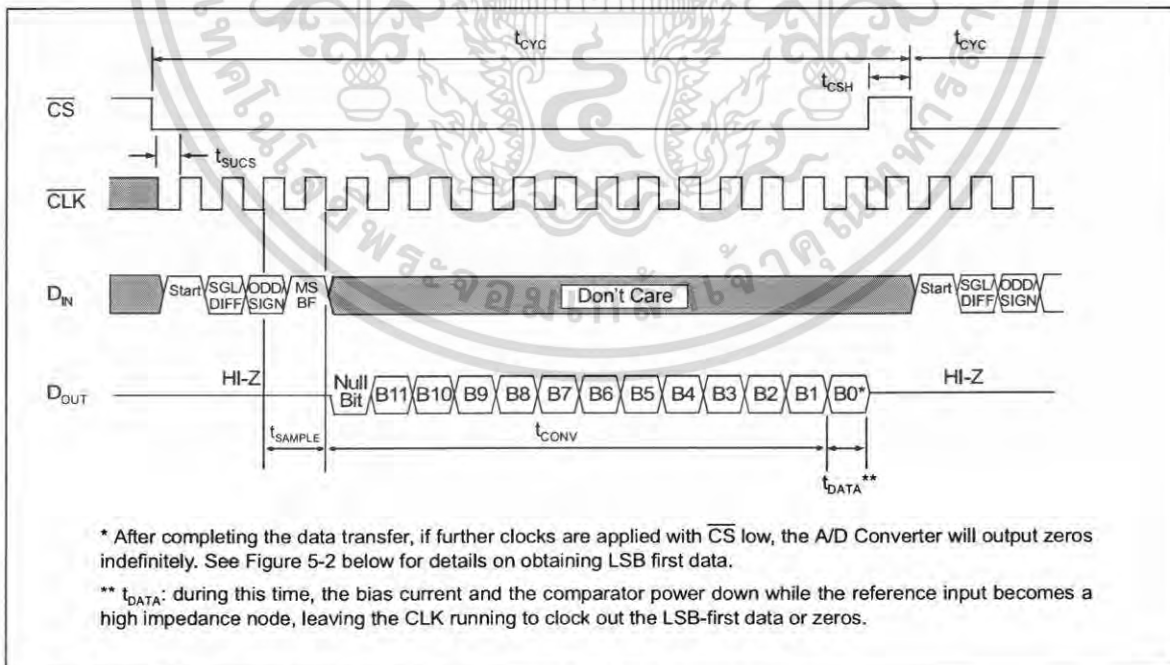 tCYC tCYC
tCSH
CS
tSUCS
CLK
DIN Start SGL/ DIFF ODD/ SIGN MS BF Don't Care Start SGL/ DIFF ODD/ SIGN
HI-Z Null Bit B11 B10 B9 B8 B7 B6 B5 B4 B3 B2 B1 B0* HI-Z
DOUT
tSAMPLE tCONV
tDATA**
* After completing the data transfer, if further clocks are applied with CS low, the A/D Converter will output zeros
indefinitely. See Figure 5-2 below for details on obtaining LSB first data.
** tDATA: during this time, the bias current and the comparator power down while the reference input becomes a
high impedance node, leaving the CLK running to clock out the LSB-first data or zeros.